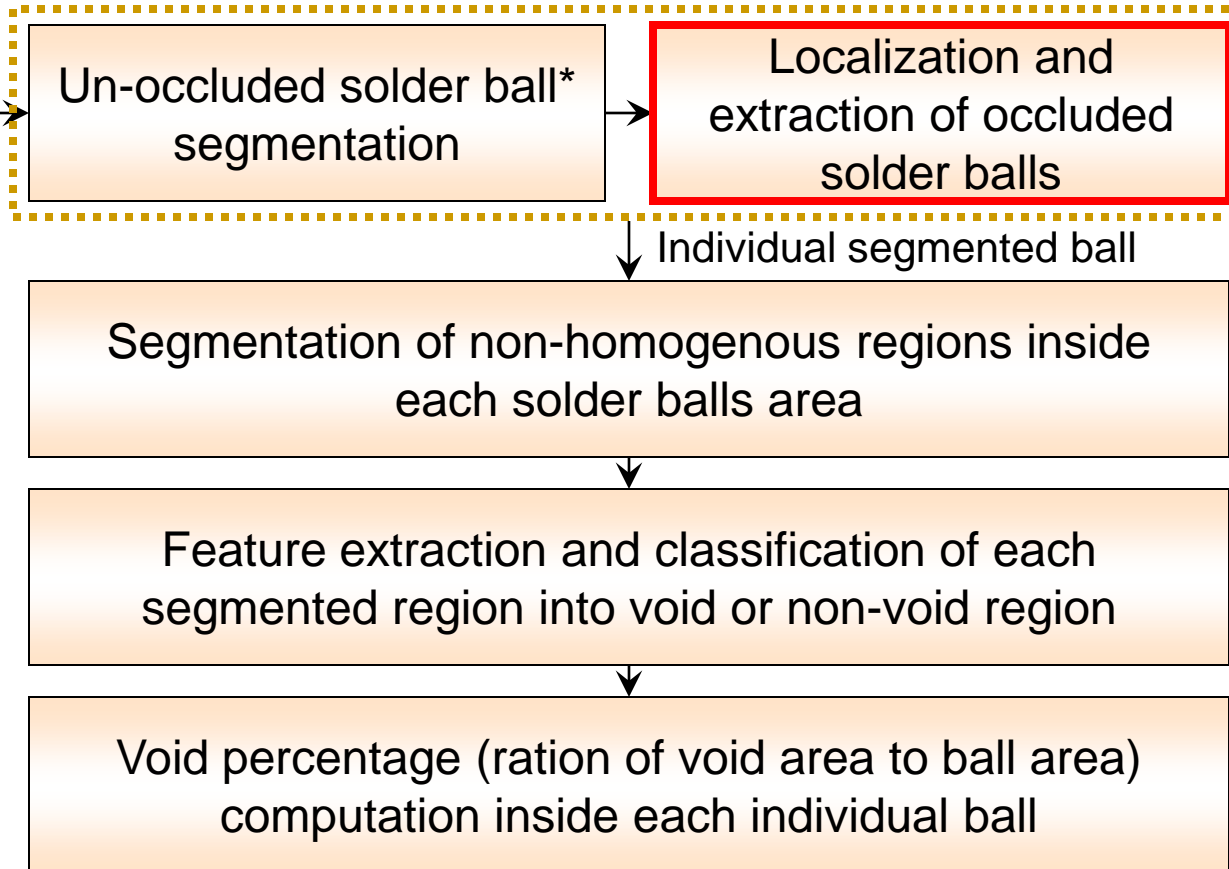 Un-occluded solder ball*
segmentation
Localization and
extraction of occluded
solder balls
Individual segmented ball
Segmentation of non-homogenous regions inside
each solder balls area
Feature extraction and classification of each
segmented region into void or non-void region
Void percentage (ration of void area to ball area)
computation inside each individual ball